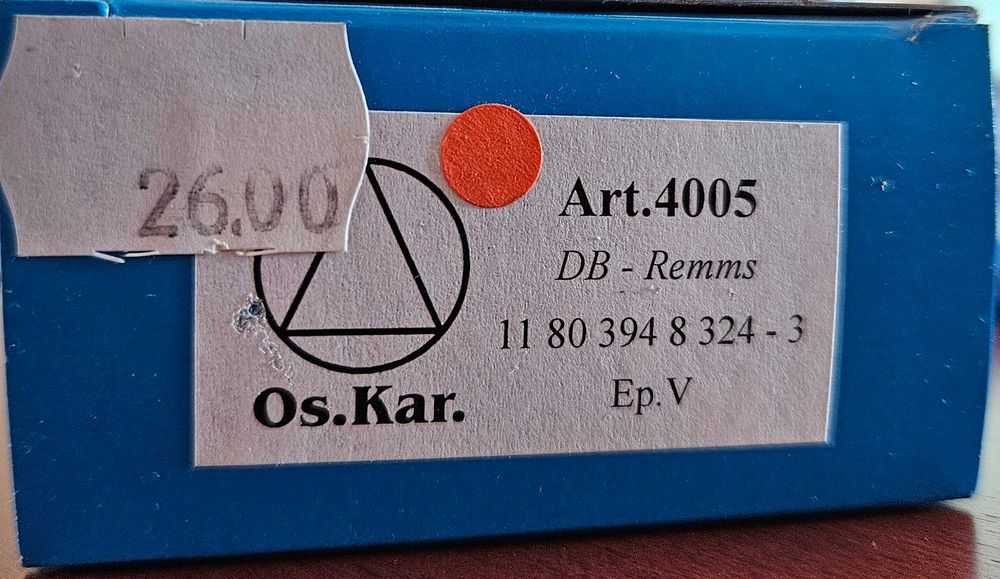 26.00
Art.4005
DB - Remms
11 80 394 8 324 - 3
Ep.V
Os.Kar.